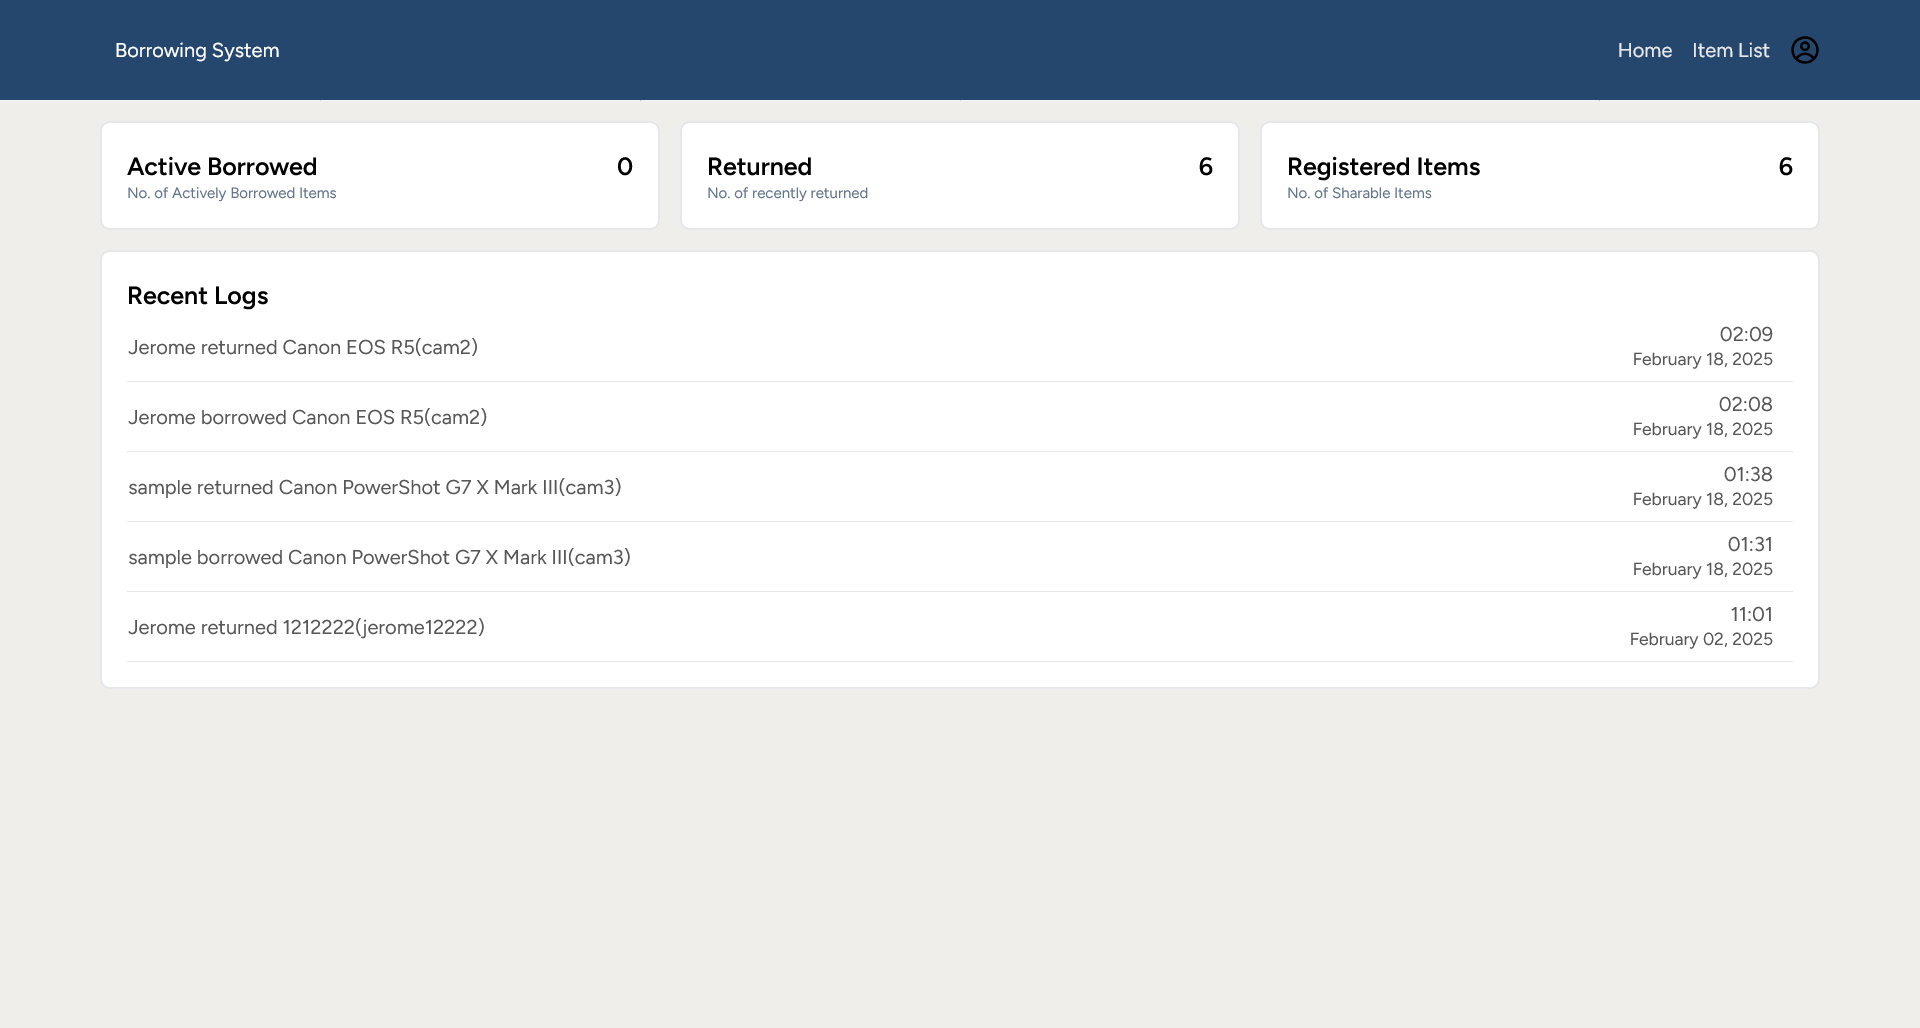 Borrowing System
Home Item List
Active Borrowed 0
No. of Actively Borrowed Items
Returned 6
No. of recently returned
Registered Items 6
No. of Sharable Items
Recent Logs
Jerome returned Canon EOS R5(cam2)
02:09
February 18, 2025
Jerome borrowed Canon EOS R5(cam2)
02:08
February 18, 2025
sample returned Canon PowerShot G7 X Mark III(cam3)
01:38
February 18, 2025
sample borrowed Canon PowerShot G7 X Mark III(cam3)
01:31
February 18, 2025
Jerome returned 1212222(jerome12222)
11:01
February 02, 2025